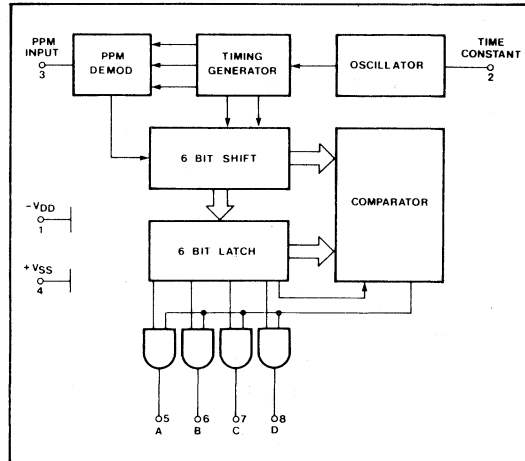 PPM
INPUT
3
PPM
DEMOD
TIMING
GENERATOR
OSCILLATOR
TIME
CONSTANT
2
6 BIT SHIFT
COMPARATOR
-VDD
1
6 BIT LATCH
+VSS
4
5
A
6
B
7
C
8
D